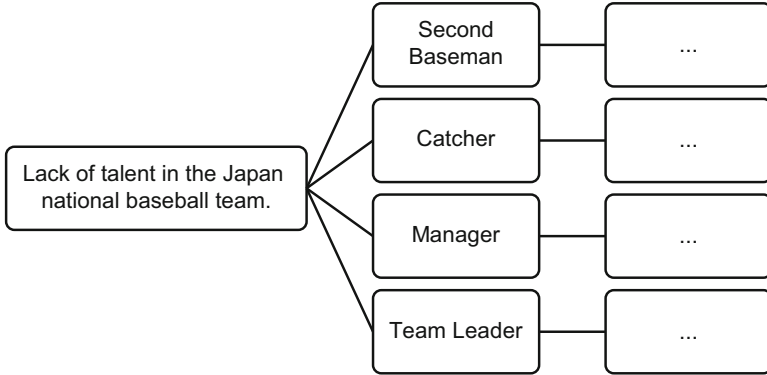 Second
Baseman
...
Catcher
...
Lack of talent in the Japan
national baseball team.
Manager
...
Team Leader
...